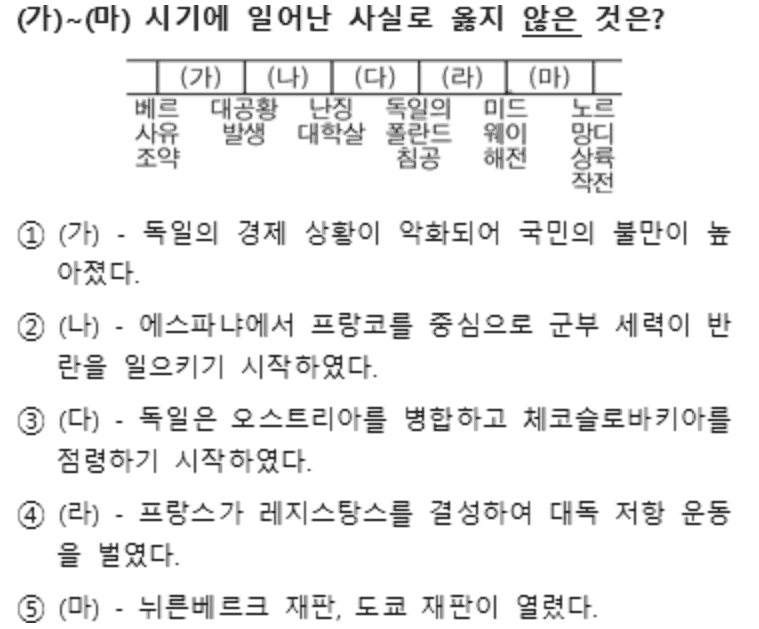 (가)~(마) 시기에 일어난 사실로 옳지 않은 것은?
(가) (나) (다) (라) (마)
베르 대공황 난징 독일의 미드 노르
사유 발생 대학살 폴란드 웨이 망디
조약 침공 해전 상륙
작전
① (가) - 독일의 경제 상황이 악화되어 국민의 불만이 높
아졌다.
② (나) - 에스파냐에서 프랑코를 중심으로 군부 세력이 반
란을 일으키기 시작하였다.
③ (다) - 독일은 오스트리아를 병합하고 체코슬로바키아를
점령하기 시작하였다.
④ (라) - 프랑스가 레지스탕스를 결성하여 대독 저항 운동
을 벌였다.
⑤ (마) - 뉘른베르크 재판, 도쿄 재판이 열렸다.